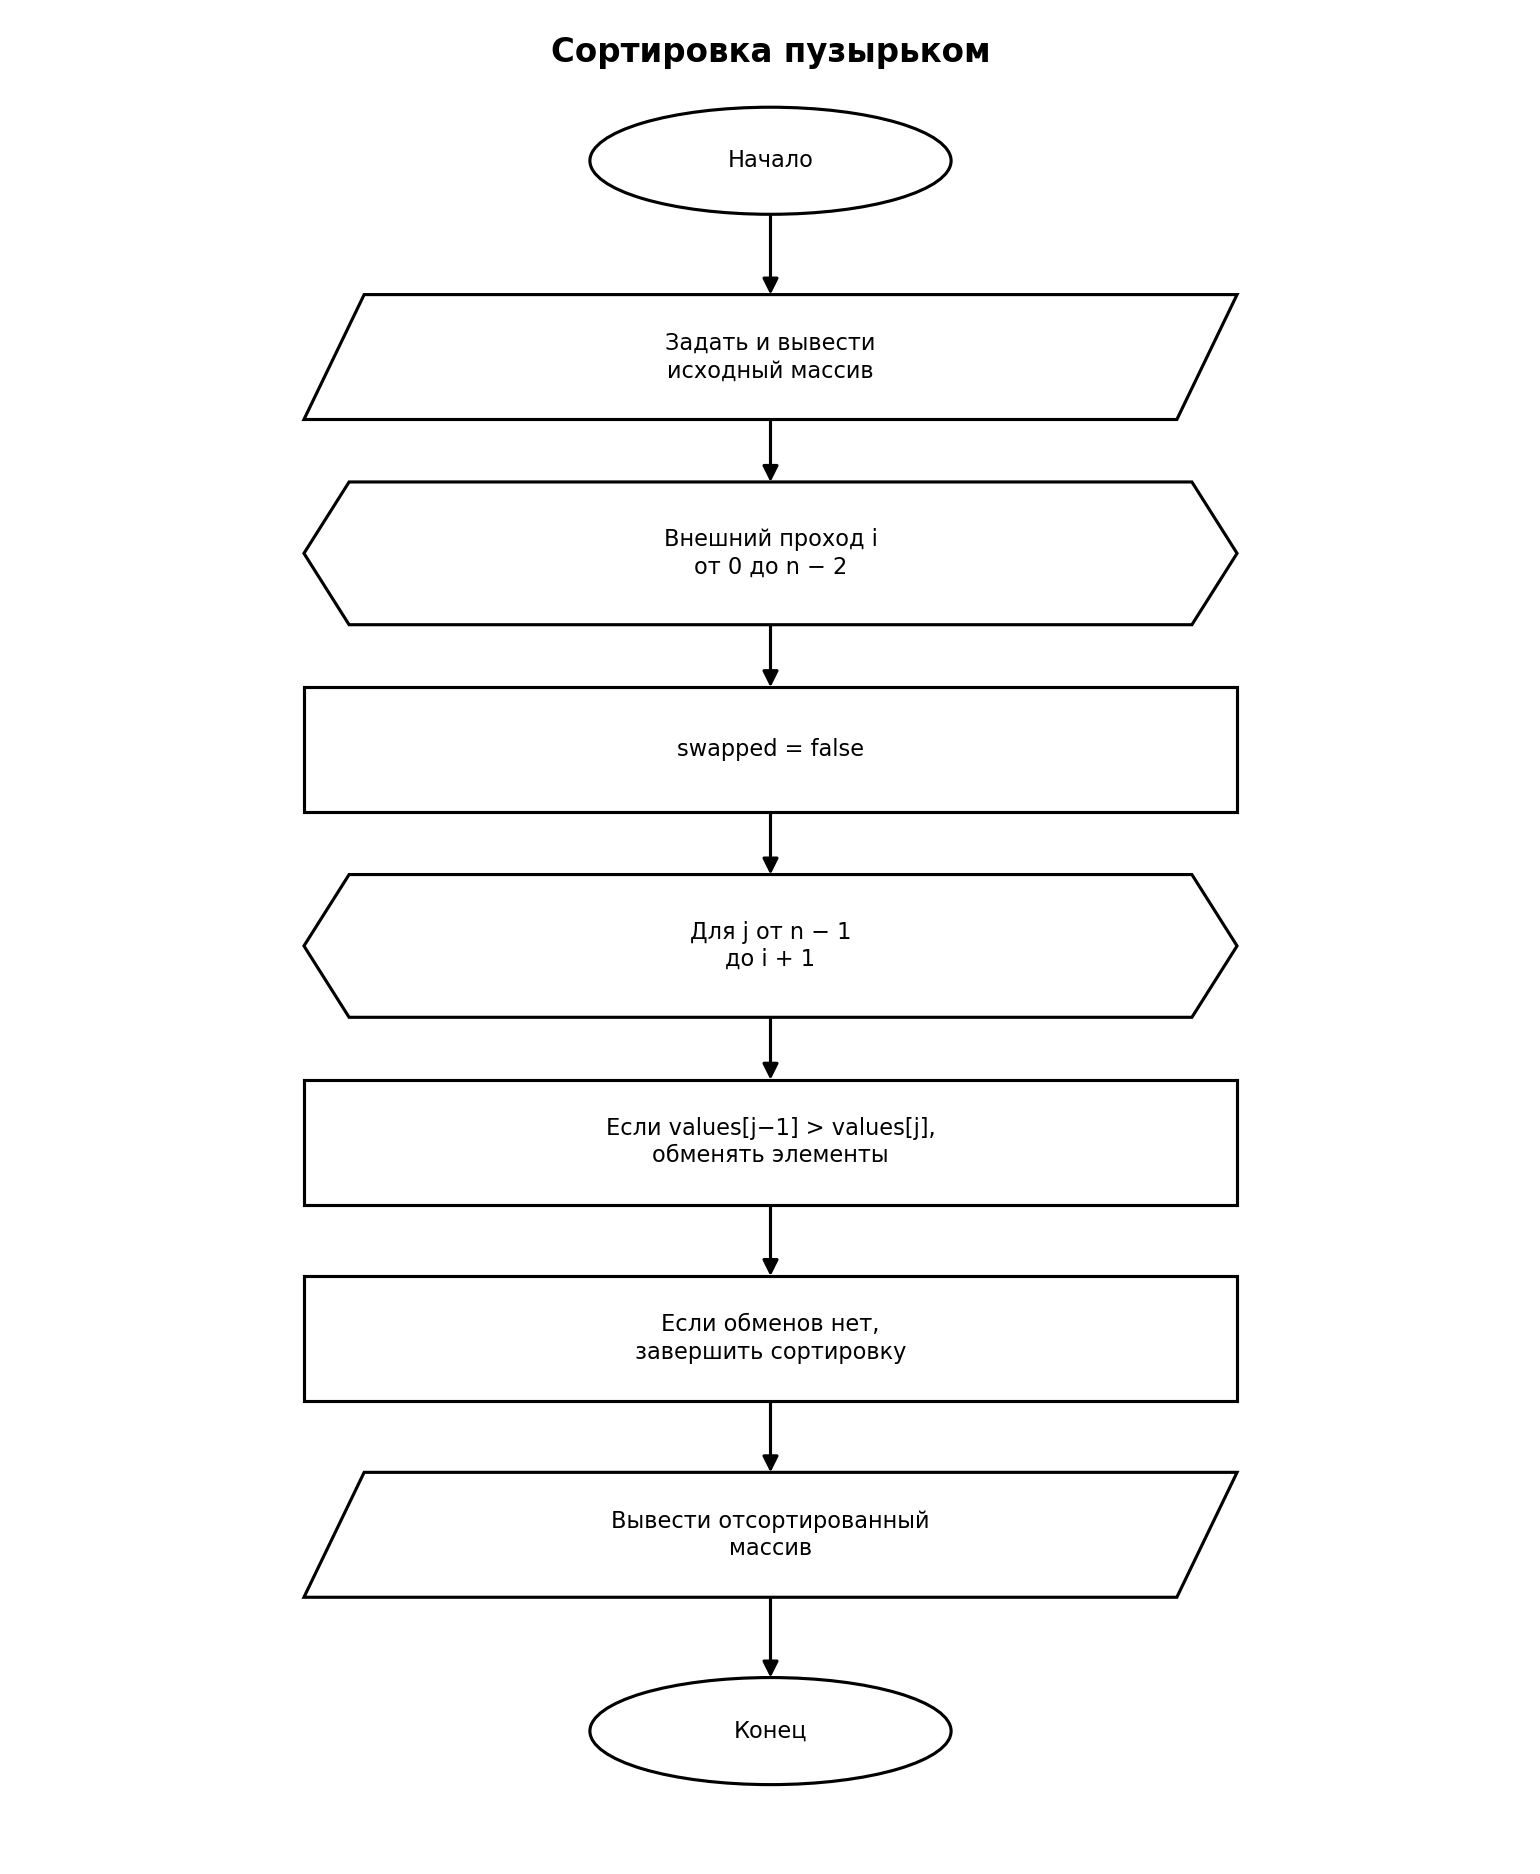 Сортировка пузырьком
Начало
Задать и вывести
исходный массив
Внешний проход i
от 0 до n − 2
swapped = false
Для j от n − 1
до i + 1
Если values[j−1] > values[j],
обменять элементы
Если обменов нет,
завершить сортировку
Вывести отсортированный
массив
Конец